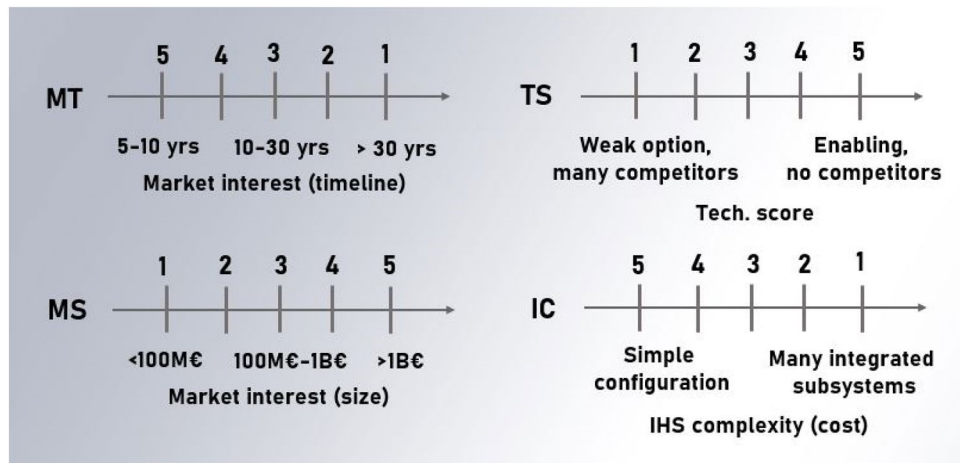 5 4 3 2 1
MT
5-10 yrs 10-30 yrs > 30 yrs
Market interest (timeline)
1 2 3 4 5
TS
Weak option, Enabling,
many competitors no competitors
Tech. score
1 2 3 4 5
MS
<100M€ 100M€-1B€ >1B€
Market interest (size)
5 4 3 2 1
IC
Simple Many integrated
configuration subsystems
IHS complexity (cost)